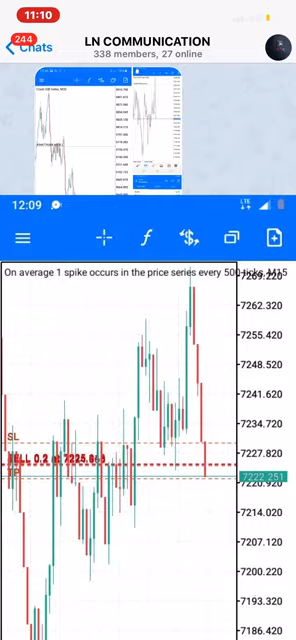 11:10
244
Chats
LN COMMUNICATION
338 members, 27 online
12:09
LTE
On average 1 spike occurs in the price series every 500 ticks, M15
7269.220
7262.320
7255.420
7248.520
7241.620
7234.720
SL
7227.820
SELL 0.2 at
TP
7222.251
7220.920
7214.020
7207.120
7200.220
7193.320
7186.420